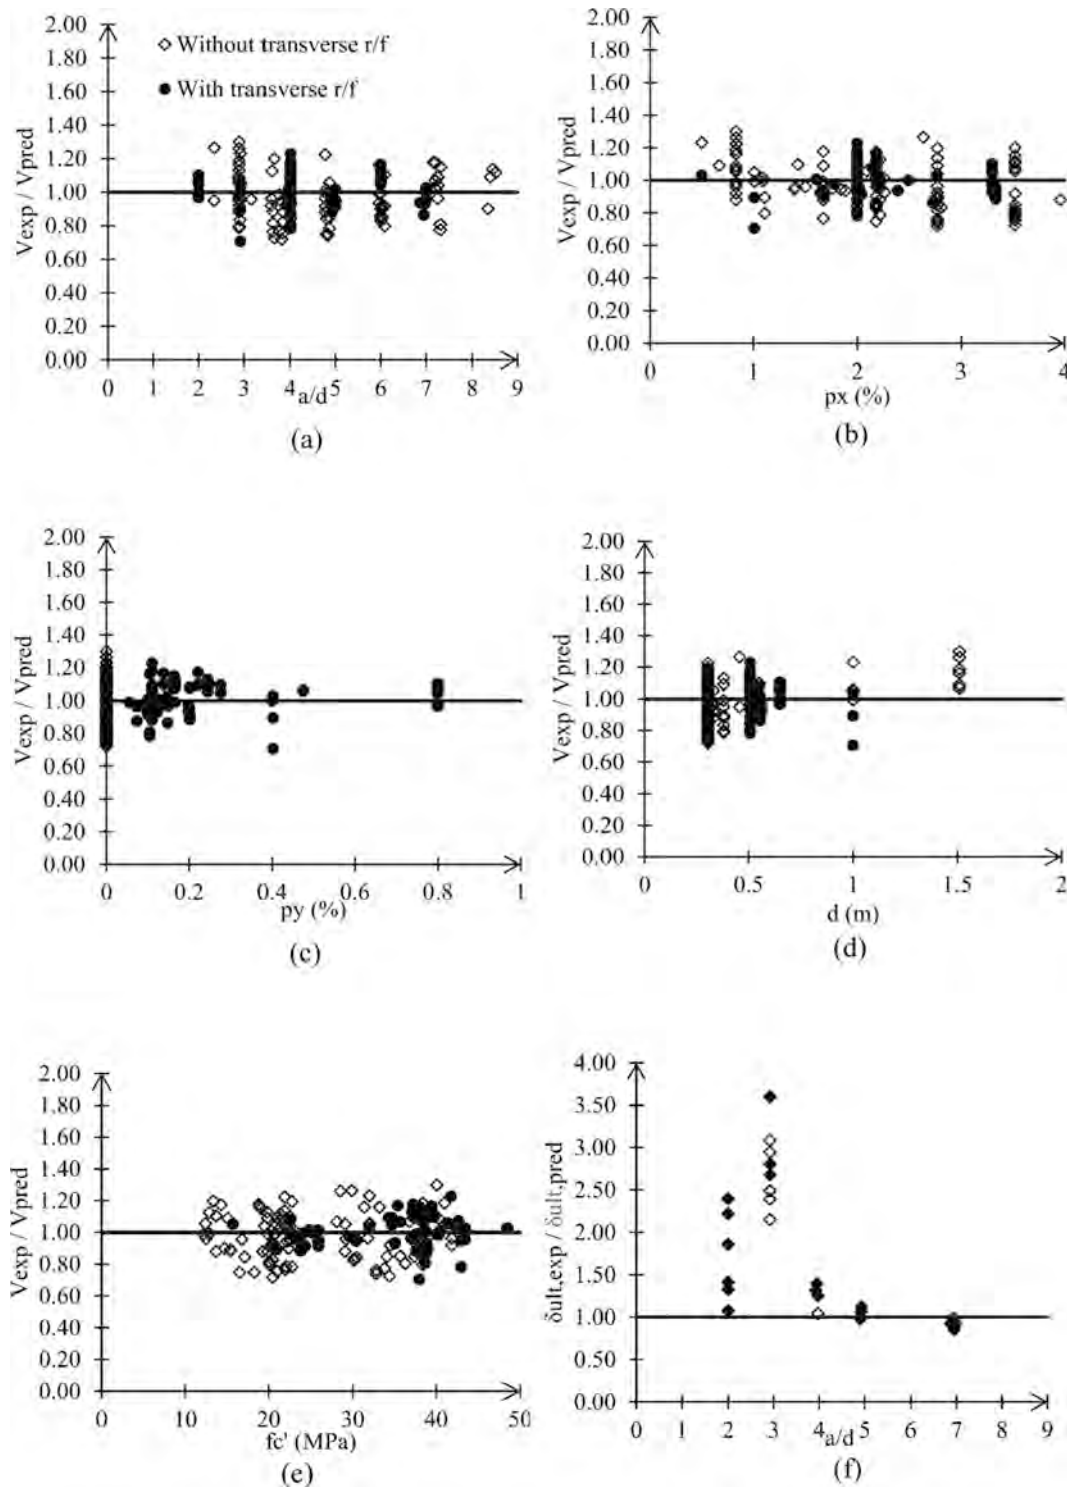 2.00 1.80 1.60 1.40 1.20 1.00 0.80 0.60 0.40 0.20 0.00
Vexp / Vpred
◇ Without transverse r/f
● With transverse r/f
0 1 2 3 4 5 6 7 8 9
a/d
(a)
2.00 1.80 1.60 1.40 1.20 1.00 0.80 0.60 0.40 0.20 0.00
Vexp / Vpred
0 1 2 3 4
px (%)
(b)
2.00 1.80 1.60 1.40 1.20 1.00 0.80 0.60 0.40 0.20 0.00
Vexp / Vpred
0 0.2 0.4 0.6 0.8 1
py (%)
(c)
2.00 1.80 1.60 1.40 1.20 1.00 0.80 0.60 0.40 0.20 0.00
Vexp / Vpred
0 0.5 1 1.5 2
d (m)
(d)
2.00 1.80 1.60 1.40 1.20 1.00 0.80 0.60 0.40 0.20 0.00
Vexp / Vpred
0 10 20 30 40 50
fc' (MPa)
(e)
4.00 3.50 3.00 2.50 2.00 1.50 1.00 0.50 0.00
δult,exp / δult,pred
0 1 2 3 4 5 6 7 8 9
a/d
(f)